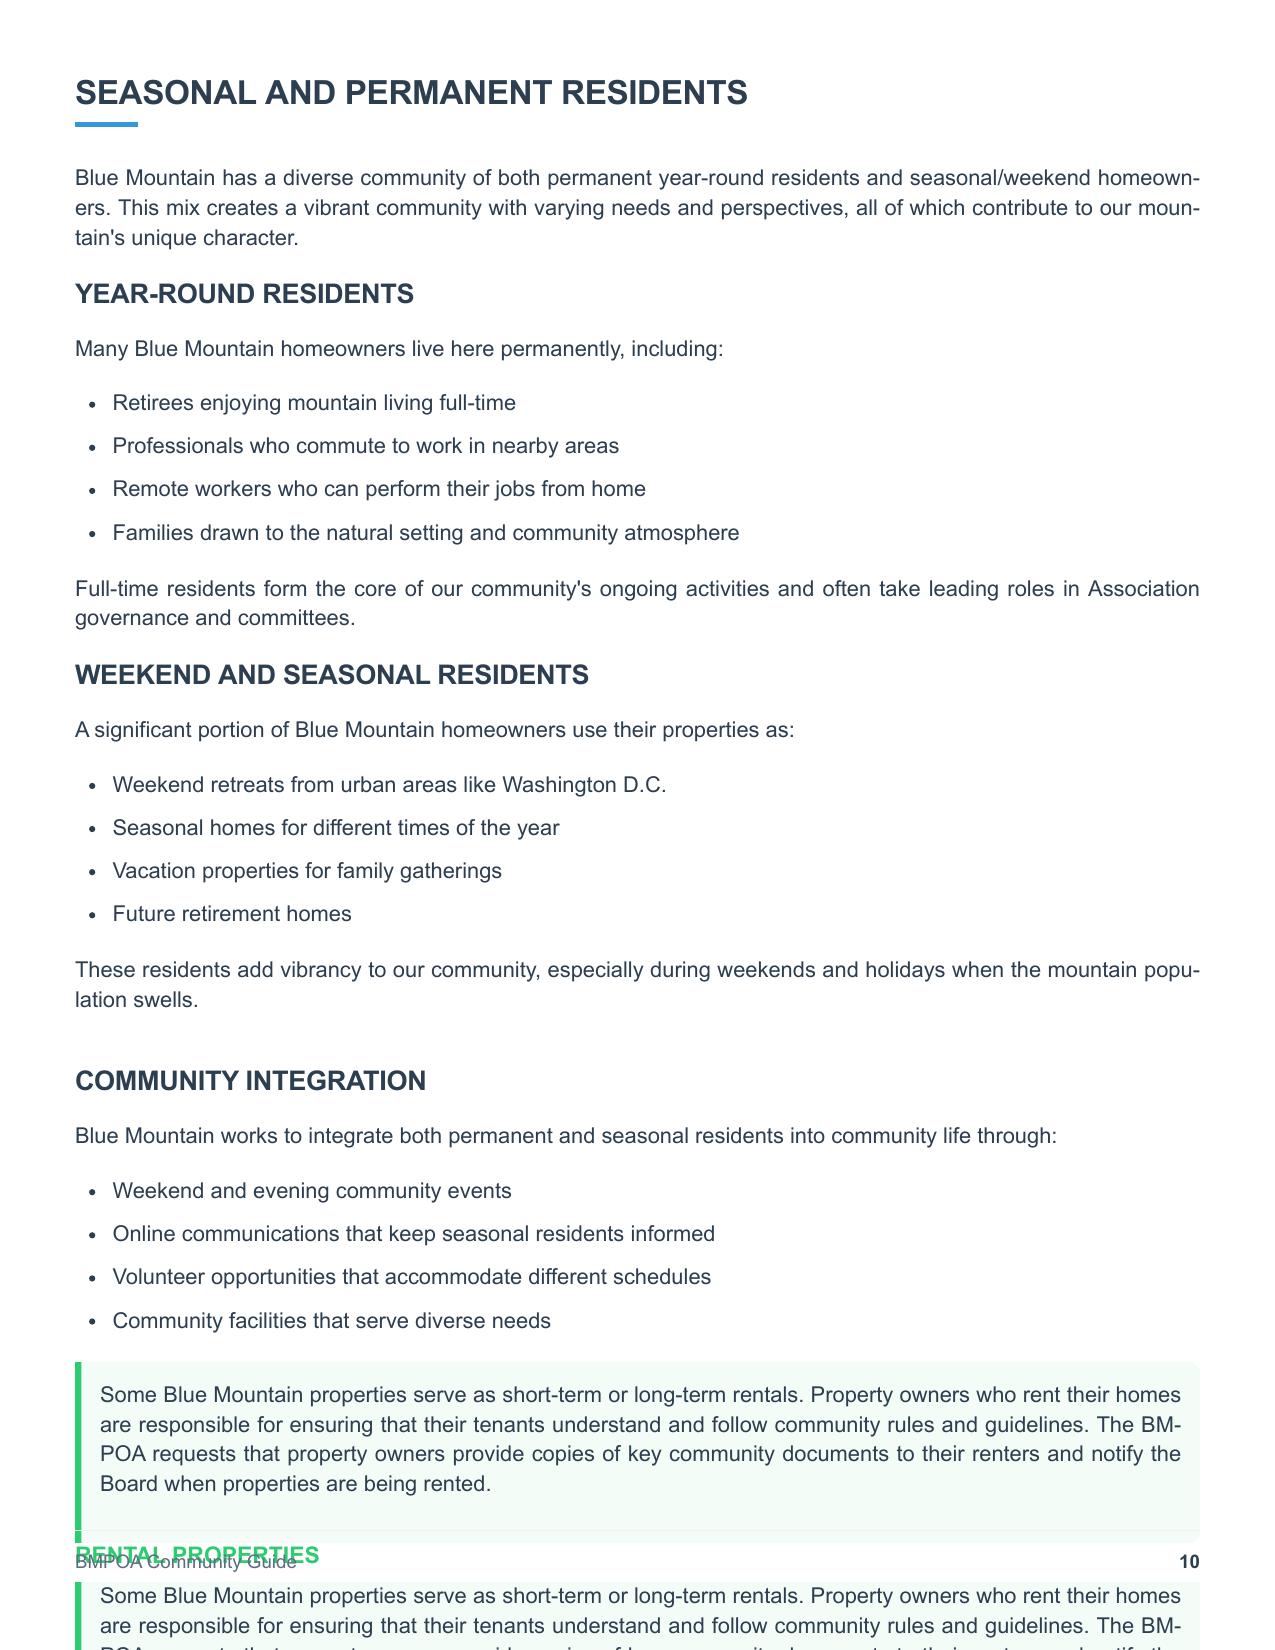 SEASONAL AND PERMANENT RESIDENTS
Blue Mountain has a diverse community of both permanent year-round residents and seasonal/weekend homeown-
ers. This mix creates a vibrant community with varying needs and perspectives, all of which contribute to our moun-
tain's unique character.
YEAR-ROUND RESIDENTS
Many Blue Mountain homeowners live here permanently, including:
• Retirees enjoying mountain living full-time
• Professionals who commute to work in nearby areas
• Remote workers who can perform their jobs from home
• Families drawn to the natural setting and community atmosphere
Full-time residents form the core of our community's ongoing activities and often take leading roles in Association
governance and committees.
WEEKEND AND SEASONAL RESIDENTS
A significant portion of Blue Mountain homeowners use their properties as:
• Weekend retreats from urban areas like Washington D.C.
• Seasonal homes for different times of the year
• Vacation properties for family gatherings
• Future retirement homes
These residents add vibrancy to our community, especially during weekends and holidays when the mountain popu-
lation swells.
COMMUNITY INTEGRATION
Blue Mountain works to integrate both permanent and seasonal residents into community life through:
• Weekend and evening community events
• Online communications that keep seasonal residents informed
• Volunteer opportunities that accommodate different schedules
• Community facilities that serve diverse needs
Some Blue Mountain properties serve as short-term or long-term rentals. Property owners who rent their homes
are responsible for ensuring that their tenants understand and follow community rules and guidelines. The BM-
POA requests that property owners provide copies of key community documents to their renters and notify the
Board when properties are being rented.
RENTAL PROPERTIES
BMPOA Community Guide 10
Some Blue Mountain properties serve as short-term or long-term rentals. Property owners who rent their homes
are responsible for ensuring that their tenants understand and follow community rules and guidelines. The BM-